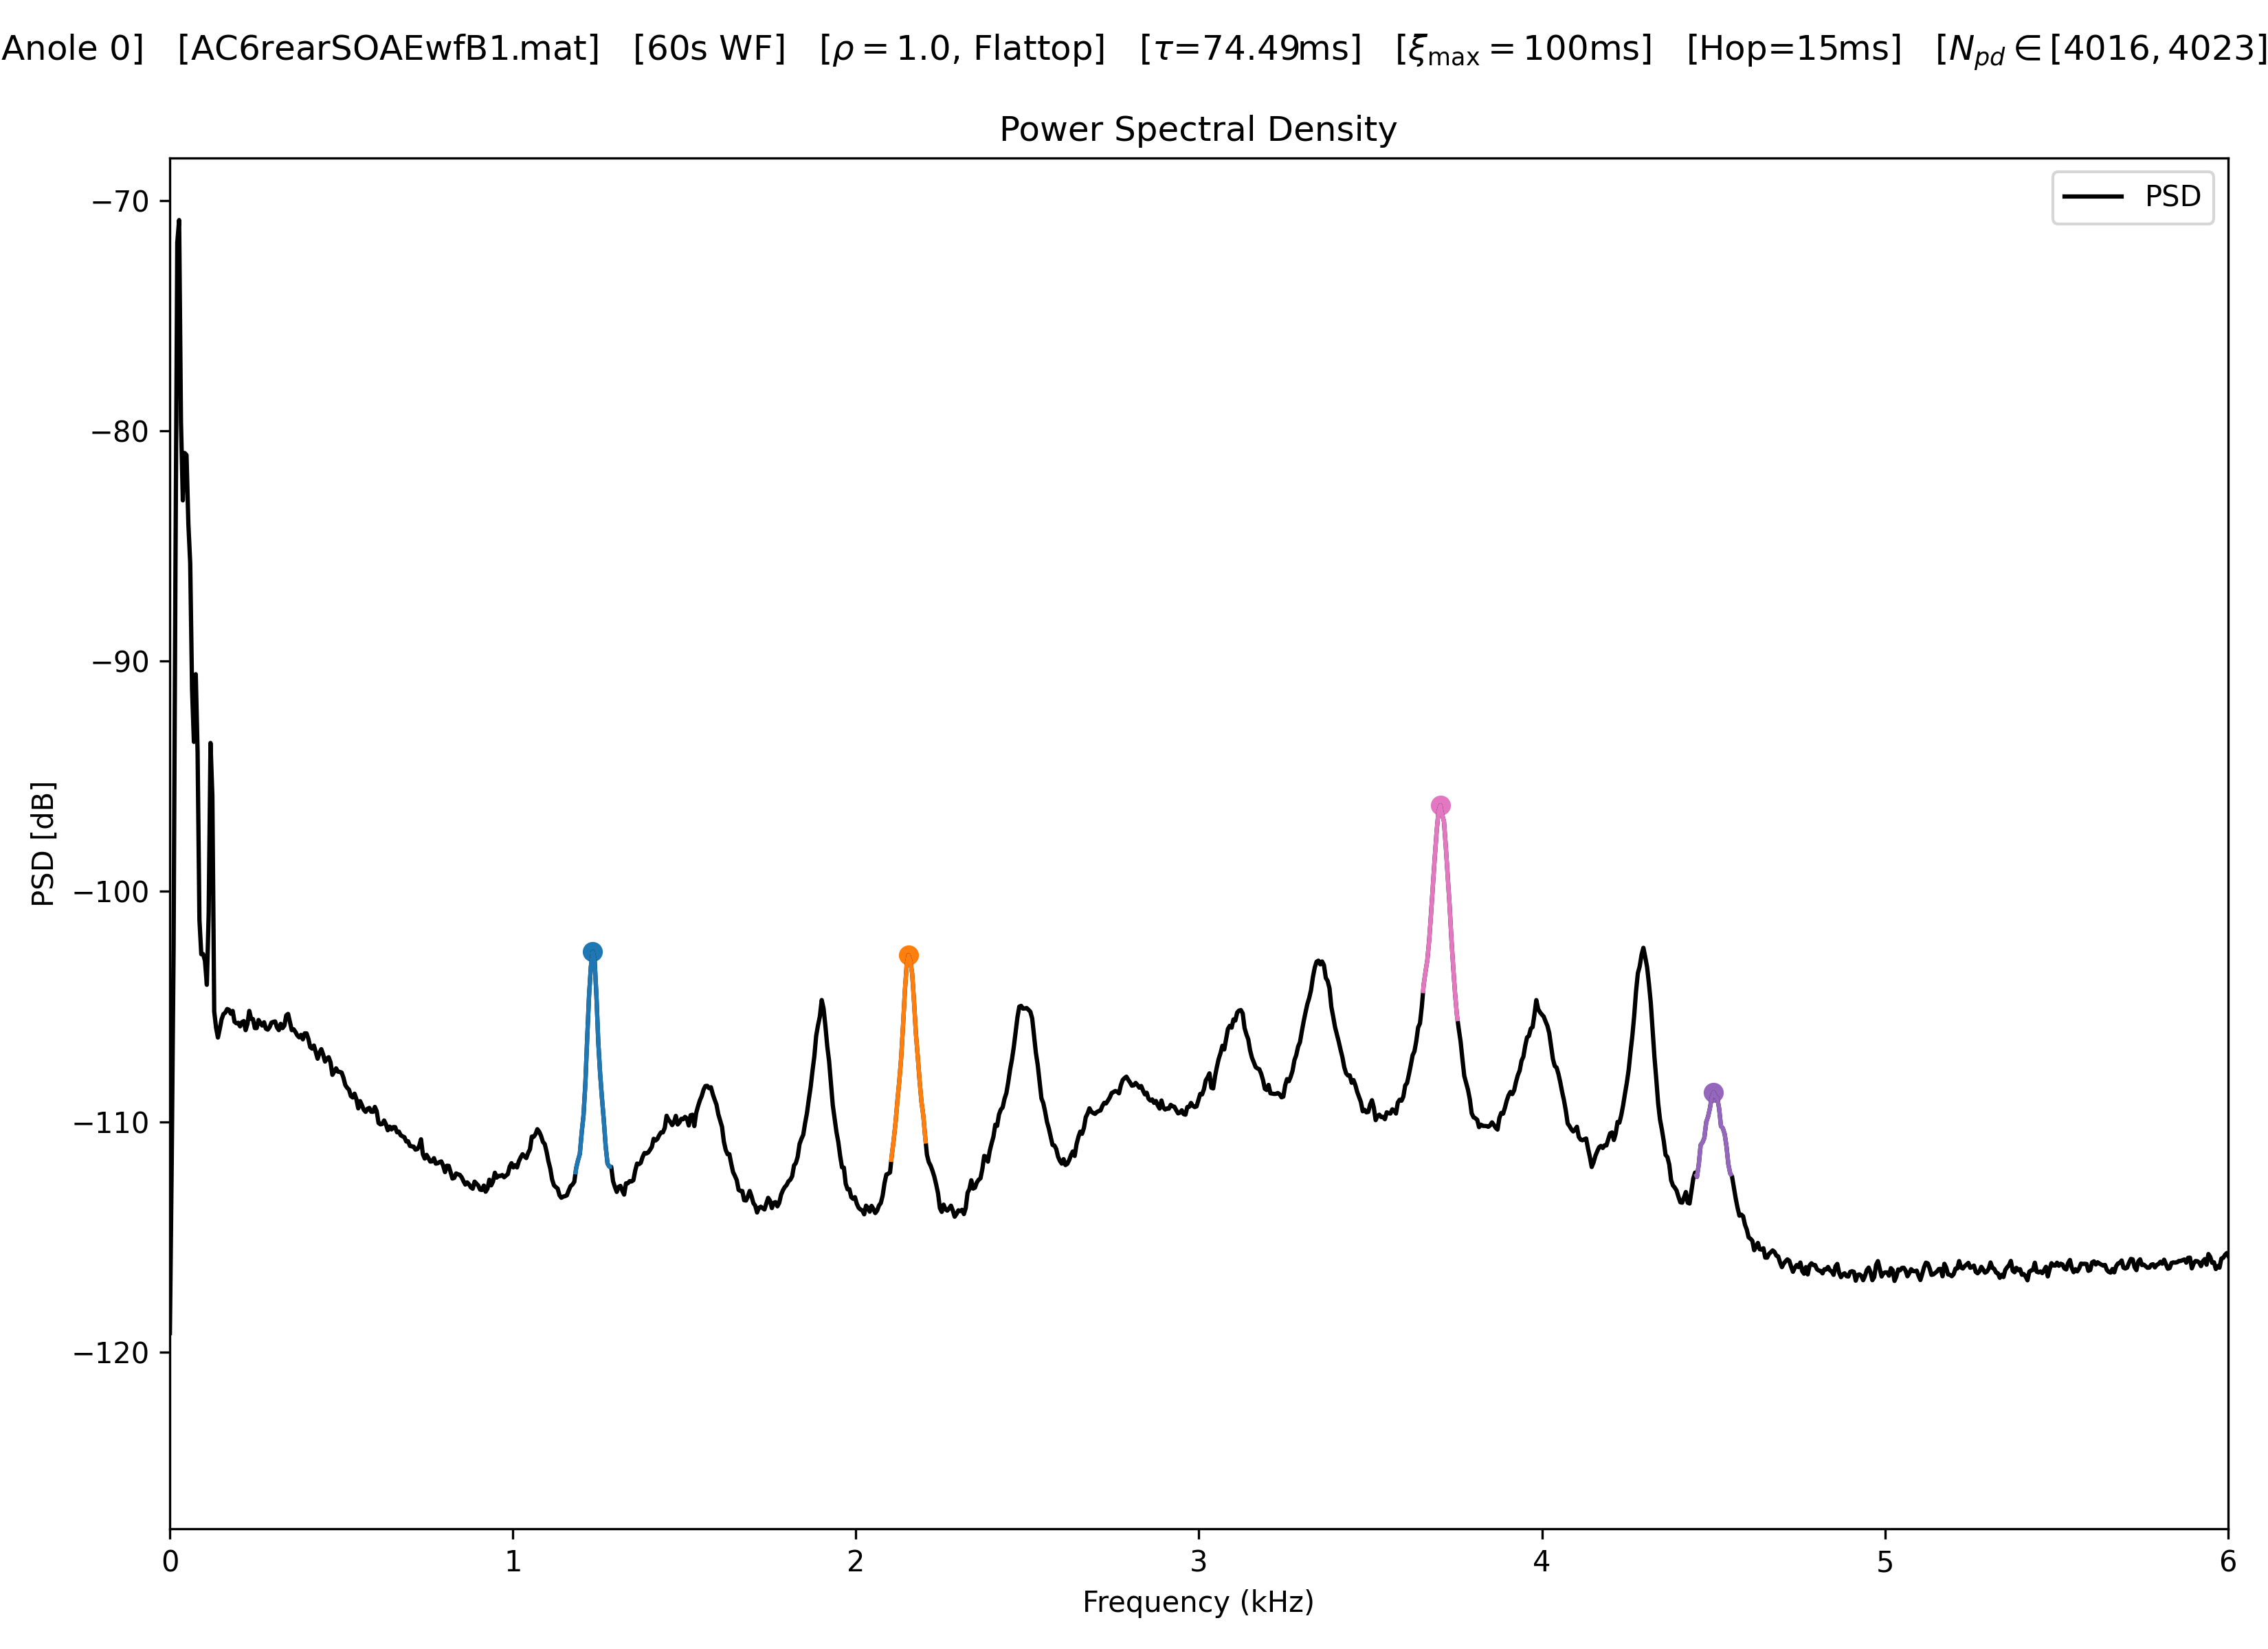 Anole 0] [AC6rearSOAEwfB1.mat] [60s WF] [ρ = 1.0, Flattop] [τ=74.49ms] [ξmax = 100ms] [Hop=15ms] [Npd ∈ [4016, 4023]
Power Spectral Density
PSD
−70
−80
−90
−100
−110
−120
PSD [dB]
0 1 2 3 4 5 6
Frequency (kHz)